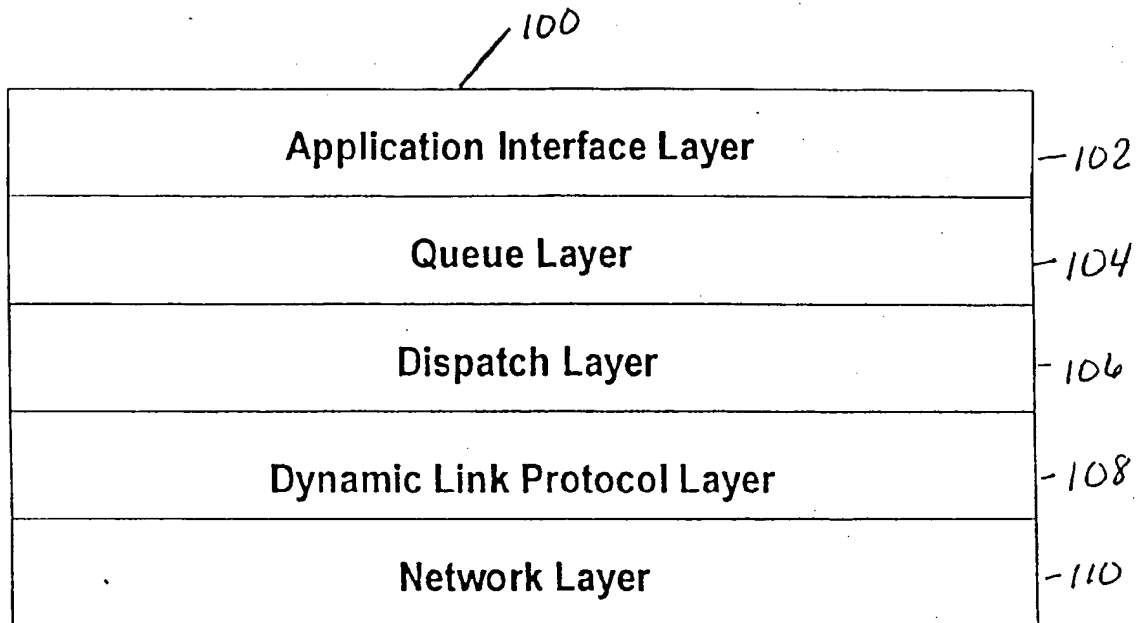 100
Application Interface Layer
102
Queue Layer
104
Dispatch Layer
106
Dynamic Link Protocol Layer
108
Network Layer
110